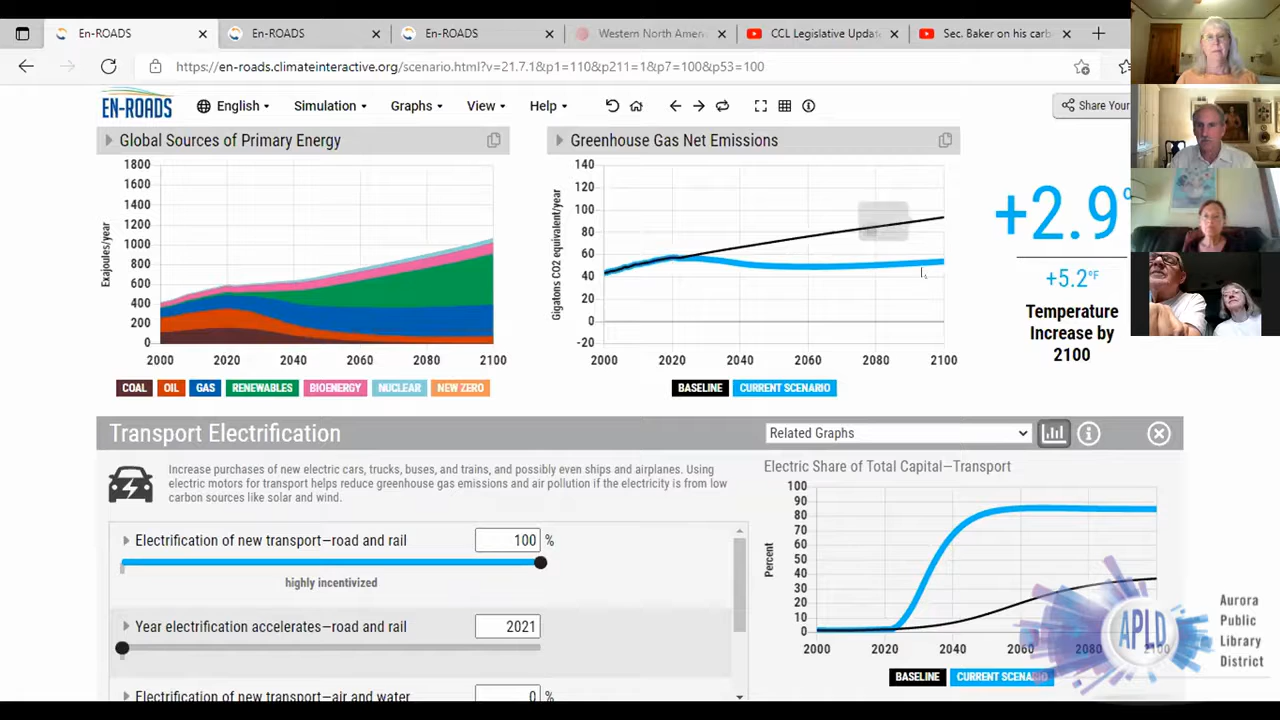 En-ROADS
En-ROADS
En-ROADS
Western North Amer
CCL Legislative Updat
Sec. Baker on his carb
https://en-roads.climateinteractive.org/scenario.html?v=21.7.1&p1=110&p211=1&p7=100&p53=100
EN-ROADS
English
Simulation
Graphs
View
Help
Share Your
Global Sources of Primary Energy
1800
1600
1400
1200
1000
800
600
400
200
0
Exajoules/year
2000 2020 2040 2060 2080 2100
COAL OIL GAS RENEWABLES BIOENERGY NUCLEAR NEW ZERO
Greenhouse Gas Net Emissions
140
120
100
80
60
40
20
0
-20
Gigatons CO2 equivalent/year
2000 2020 2040 2060 2080 2100
BASELINE CURRENT SCENARIO
+2.9°
+5.2°F
Temperature
Increase by
2100
Transport Electrification
Related Graphs
Increase purchases of new electric cars, trucks, buses, and trains, and possibly even ships and airplanes. Using
electric motors for transport helps reduce greenhouse gas emissions and air pollution if the electricity is from low
carbon sources like solar and wind.
Electrification of new transport—road and rail 100 %
highly incentivized
Year electrification accelerates—road and rail 2021
Electrification of new transport—air and water 0 %
Electric Share of Total Capital—Transport
100
90
80
70
60
50
40
30
20
10
0
Percent
2000 2020 2040 2060 2080 2100
BASELINE CURRENT SCENARIO
APLD
Aurora
Public
Library
District